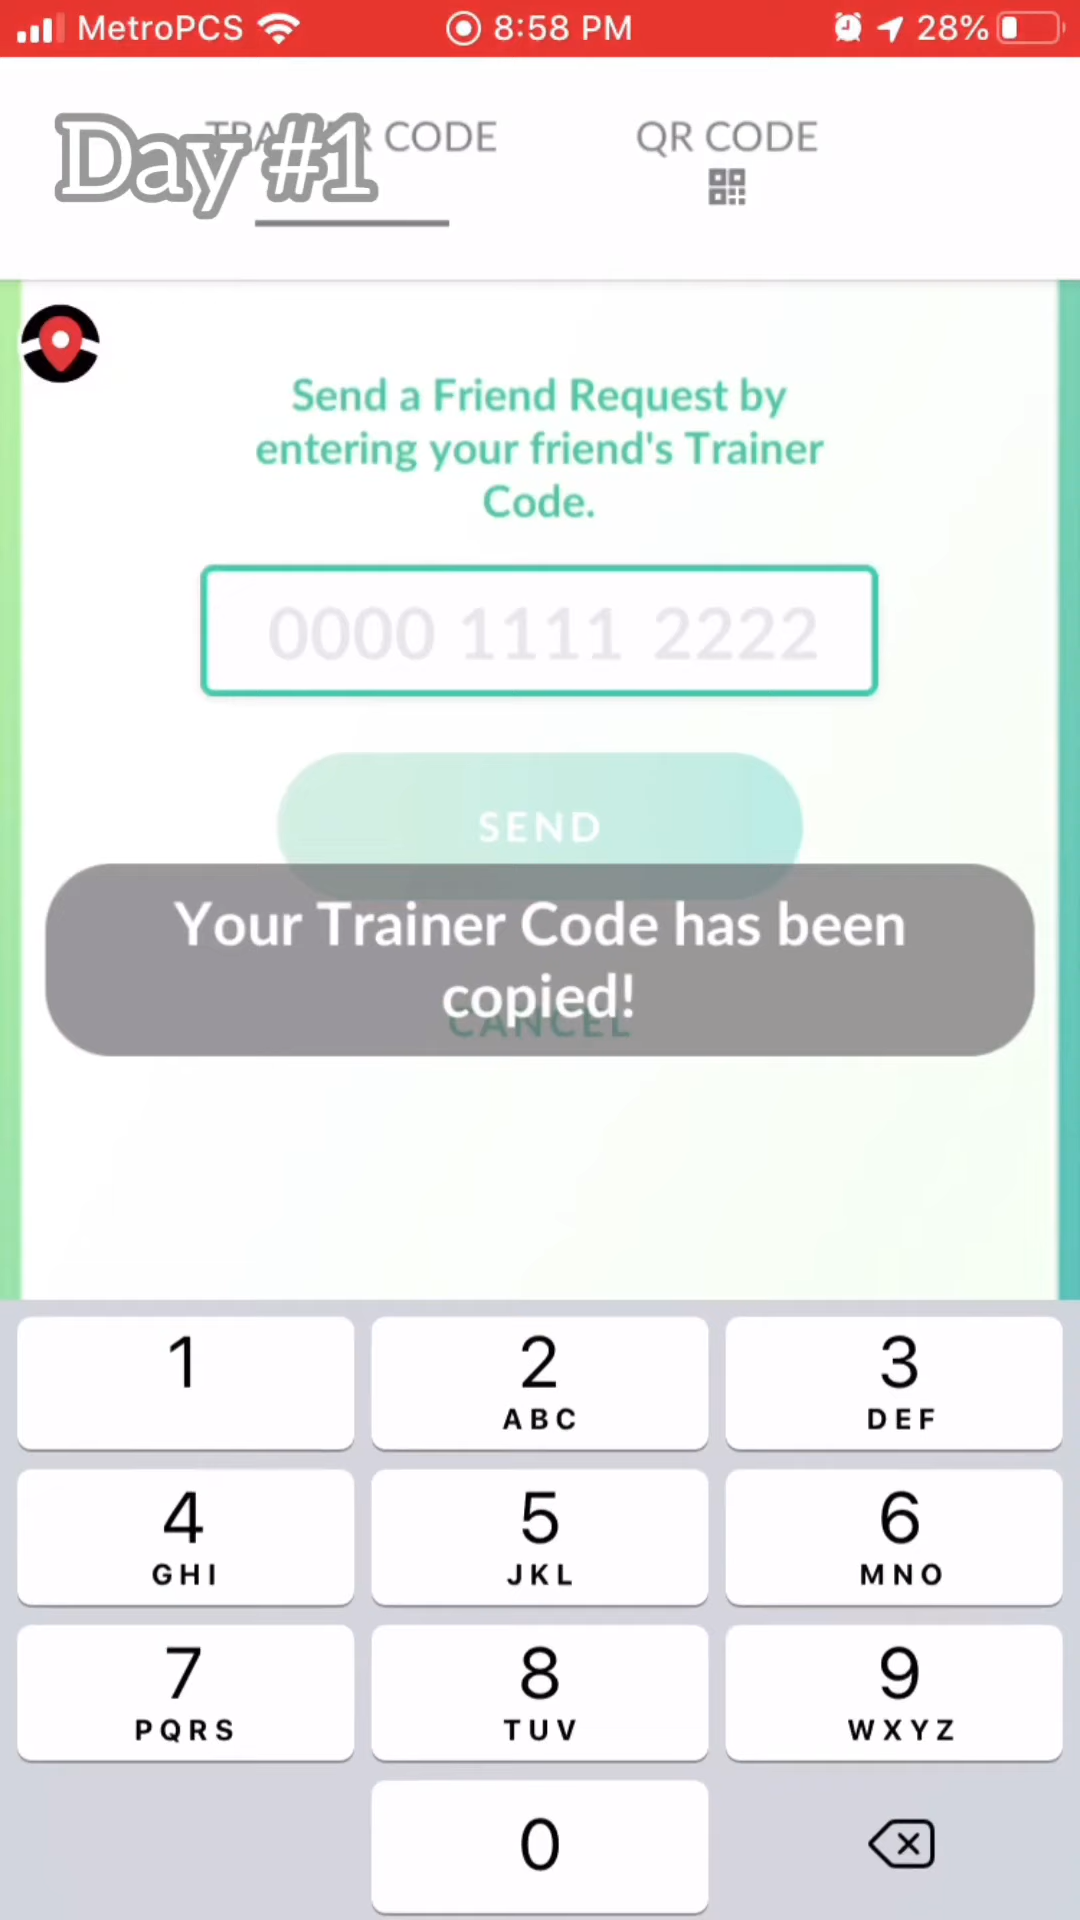 MetroPCS 8:58 PM 28%
Day #1
TRAINER CODE QR CODE
Send a Friend Request by
entering your friend's Trainer
Code.
0000 1111 2222
SEND
Your Trainer Code has been
copied!
CANCEL
1 2 3
ABC DEF
4 5 6
GHI JKL MNO
7 8 9
PQRS TUV WXYZ
0